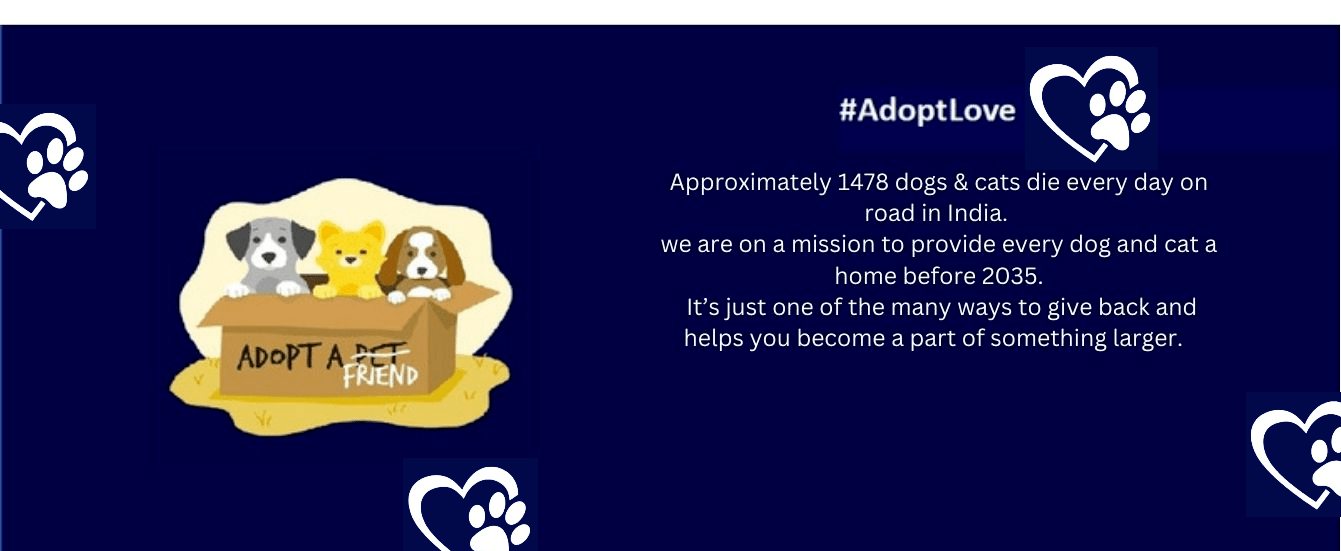 #AdoptLove
Approximately 1478 dogs & cats die every day on
road in India.
we are on a mission to provide every dog and cat a
home before 2035.
It’s just one of the many ways to give back and
helps you become a part of something larger.
ADOPT A PET
FRIEND